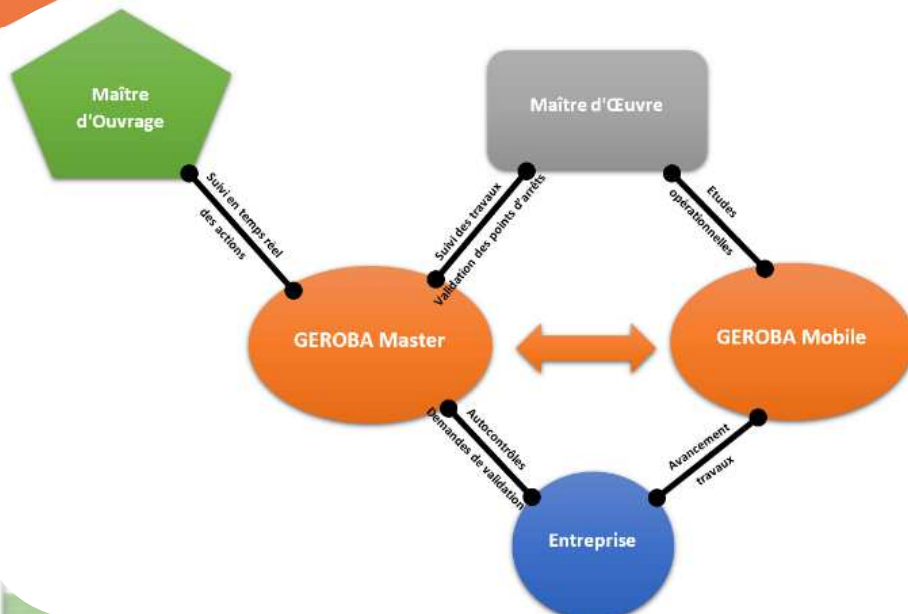 Maître
d'Ouvrage
Maître d'Œuvre
Suivi en temps réel
des actions
Suivi des travaux
Validation des points d'arrêts
Etudes
opérationnelles
GEROBA Master
GEROBA Mobile
Autocontrôles
Demandes de validation
Avancement
travaux
Entreprise